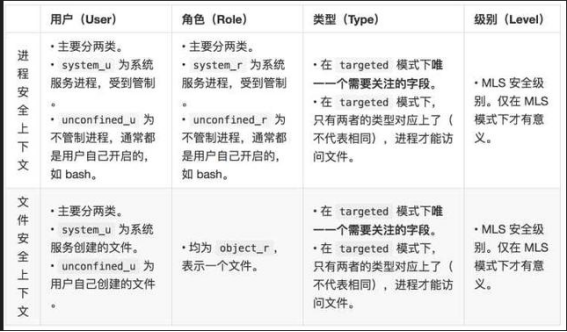 用户（User）
角色（Role）
类型（Type）
级别（Level）
进
程
安
全
上
下
文
• 主要分两类。
• system_u 为系统
服务进程，受到管制
。
• unconfined_u 为
不管制进程，通常都
是用户自己开启的，
如 bash。
• 主要分两类。
• system_r 为系统
进程，受到管制
。
• unconfined_r 为
不管制进程，通常都
是用户自己开启的，
如 bash。
• 在 targeted 模式下唯
一一个需要关注的字段。
• 在 targeted 模式下，
只有两者的类型对应上了（
不代表相同），进程才能访
问文件。
• MLS 安全级
别。仅在 MLS
模式下才有意
义。
文
件
安
全
上
下
文
• 主要分两类。
• system_u 为系统
服务创建的文件。
• unconfined_u 为
用户自己创建的文件
。
• 均为 object_r，
表示一个文件。
• 在 targeted 模式下唯
一一个需要关注的字段。
• 在 targeted 模式下，
只有两者的类型对应上了（
不代表相同），进程才能访
问文件。
• MLS 安全级
别。仅在 MLS
模式下才有意
义。